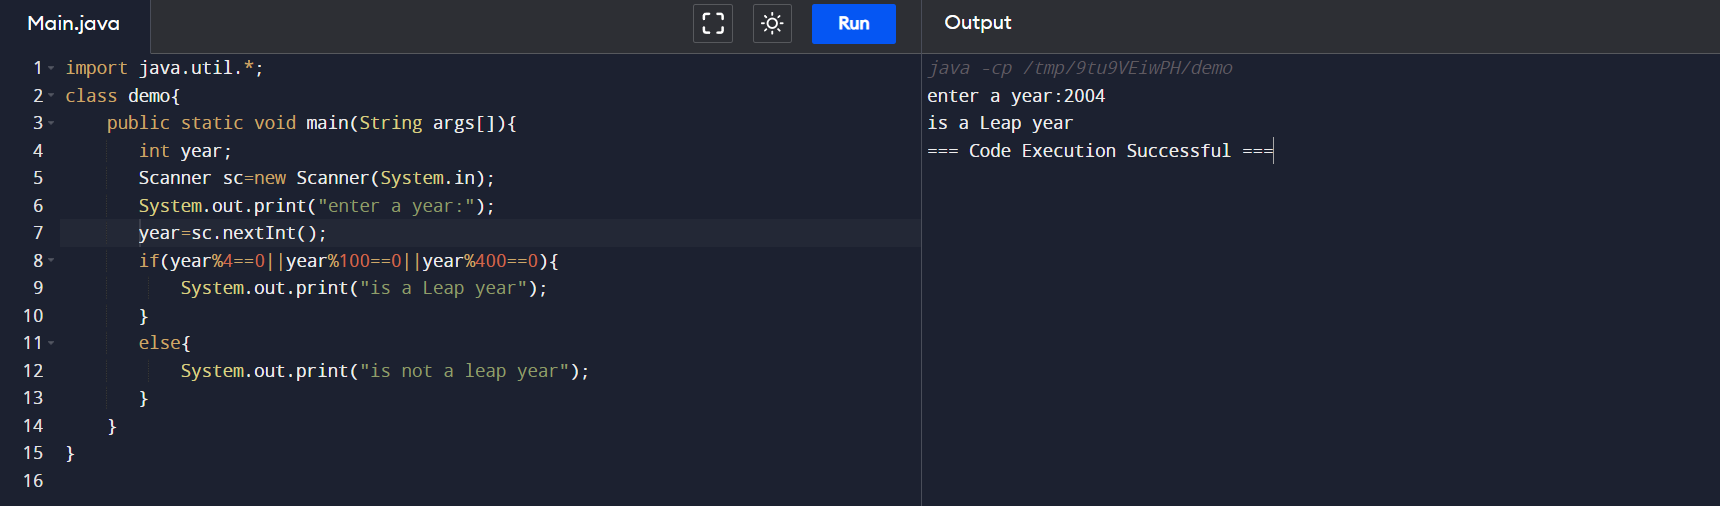 Main.java
Run
Output
1 import java.util.*;
2 class demo{
3     public static void main(String args[]){
4        int year;
5        Scanner sc=new Scanner(System.in);
6        System.out.print("enter a year:");
7        year=sc.nextInt();
8        if(year%4==0||year%100==0||year%400==0){
9            System.out.print("is a Leap year");
10        }
11        else{
12            System.out.print("is not a leap year");
13        }
14     }
15 }
16
java -cp /tmp/9tu9VEiwPH/demo
enter a year:2004
is a Leap year
=== Code Execution Successful ===